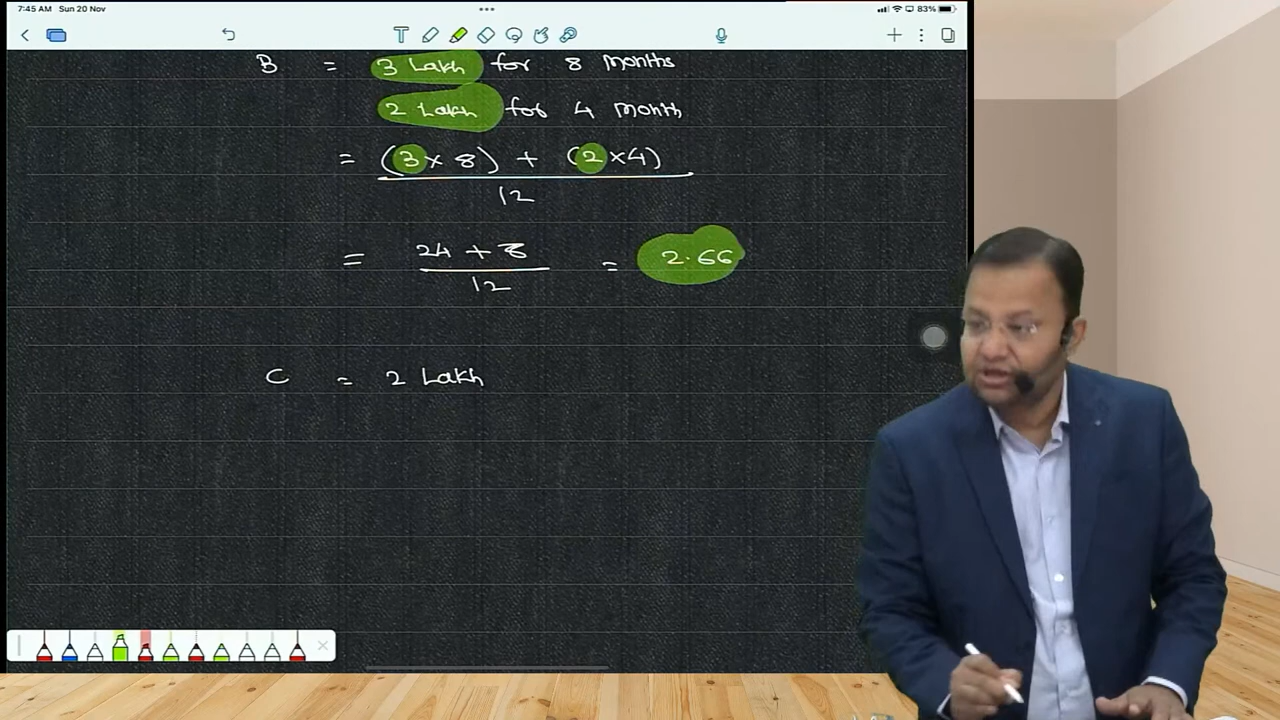 7:45 AM Sun 20 Nov
83%
B = 3 Lakh for 8 months
2 Lakh for 4 month
= (3 × 8) + (2 × 4)
12
= 24 + 8 = 2.66
12
C = 2 Lakh